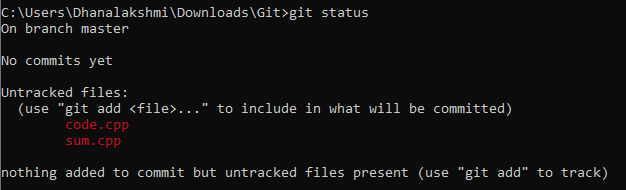 C:\Users\Dhanalakshmi\Downloads\Git>git status
On branch master
No commits yet
Untracked files:
(use "git add <file>..." to include in what will be committed)
code.cpp
sum.cpp
nothing added to commit but untracked files present (use "git add" to track)